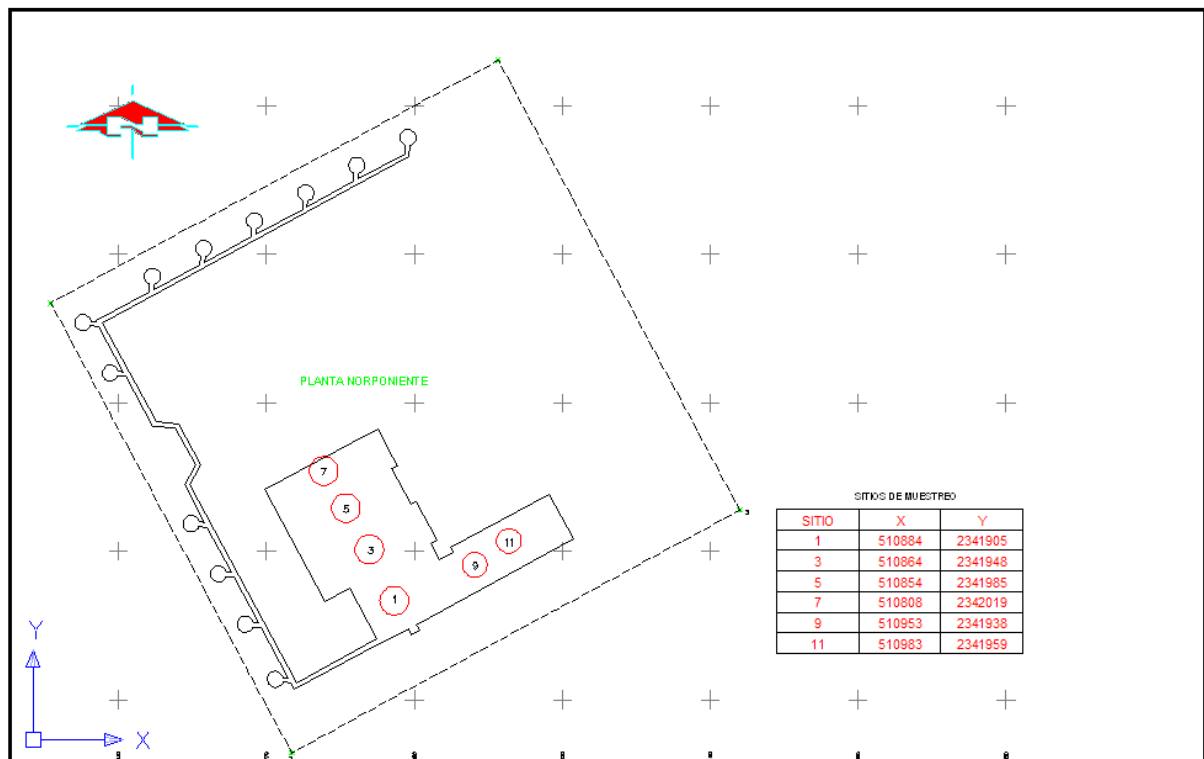 N
PLANTA NORPONIENTE
7
5
3
1
9
11
SITIOS DE MUESTREO
SITIO X Y
1 510884 2341905
3 510864 2341948
5 510854 2341985
7 510808 2342019
9 510953 2341938
11 510983 2341959
Y
X